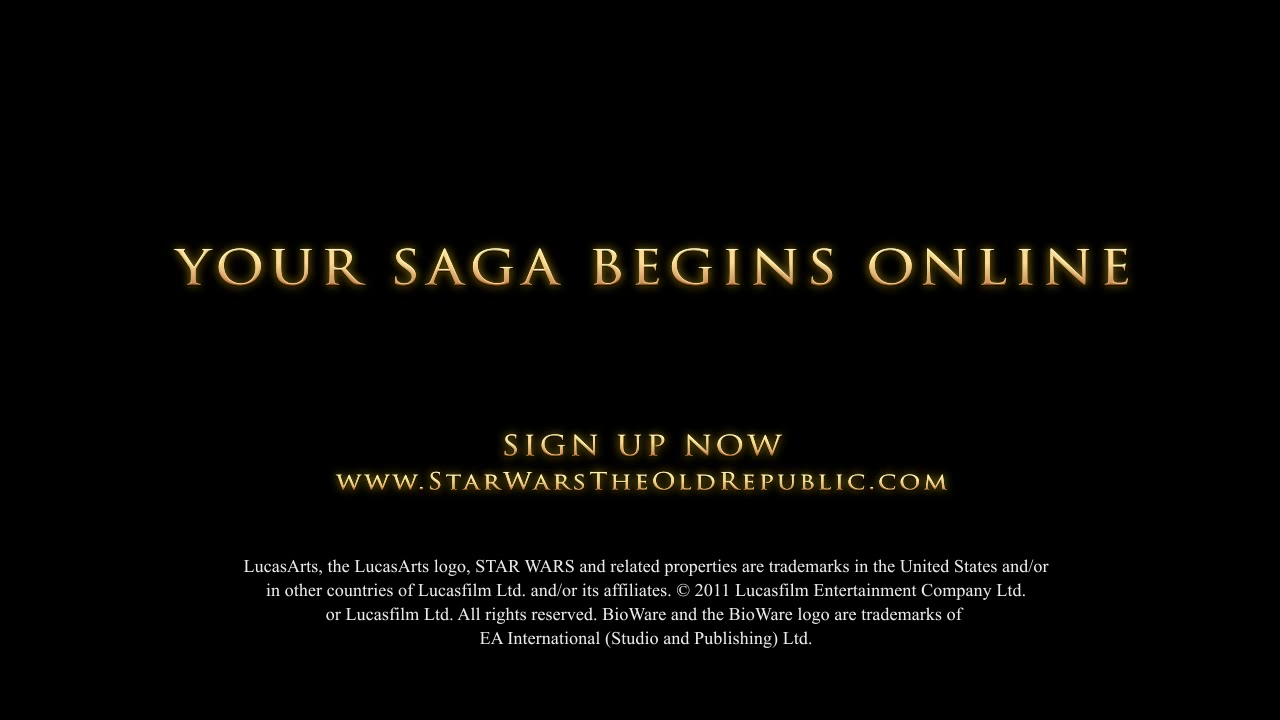 YOUR SAGA BEGINS ONLINE
SIGN UP NOW
www.StarWarsTheOldRepublic.com
LucasArts, the LucasArts logo, STAR WARS and related properties are trademarks in the United States and/or
in other countries of Lucasfilm Ltd. and/or its affiliates. © 2011 Lucasfilm Entertainment Company Ltd.
or Lucasfilm Ltd. All rights reserved. BioWare and the BioWare logo are trademarks of
EA International (Studio and Publishing) Ltd.